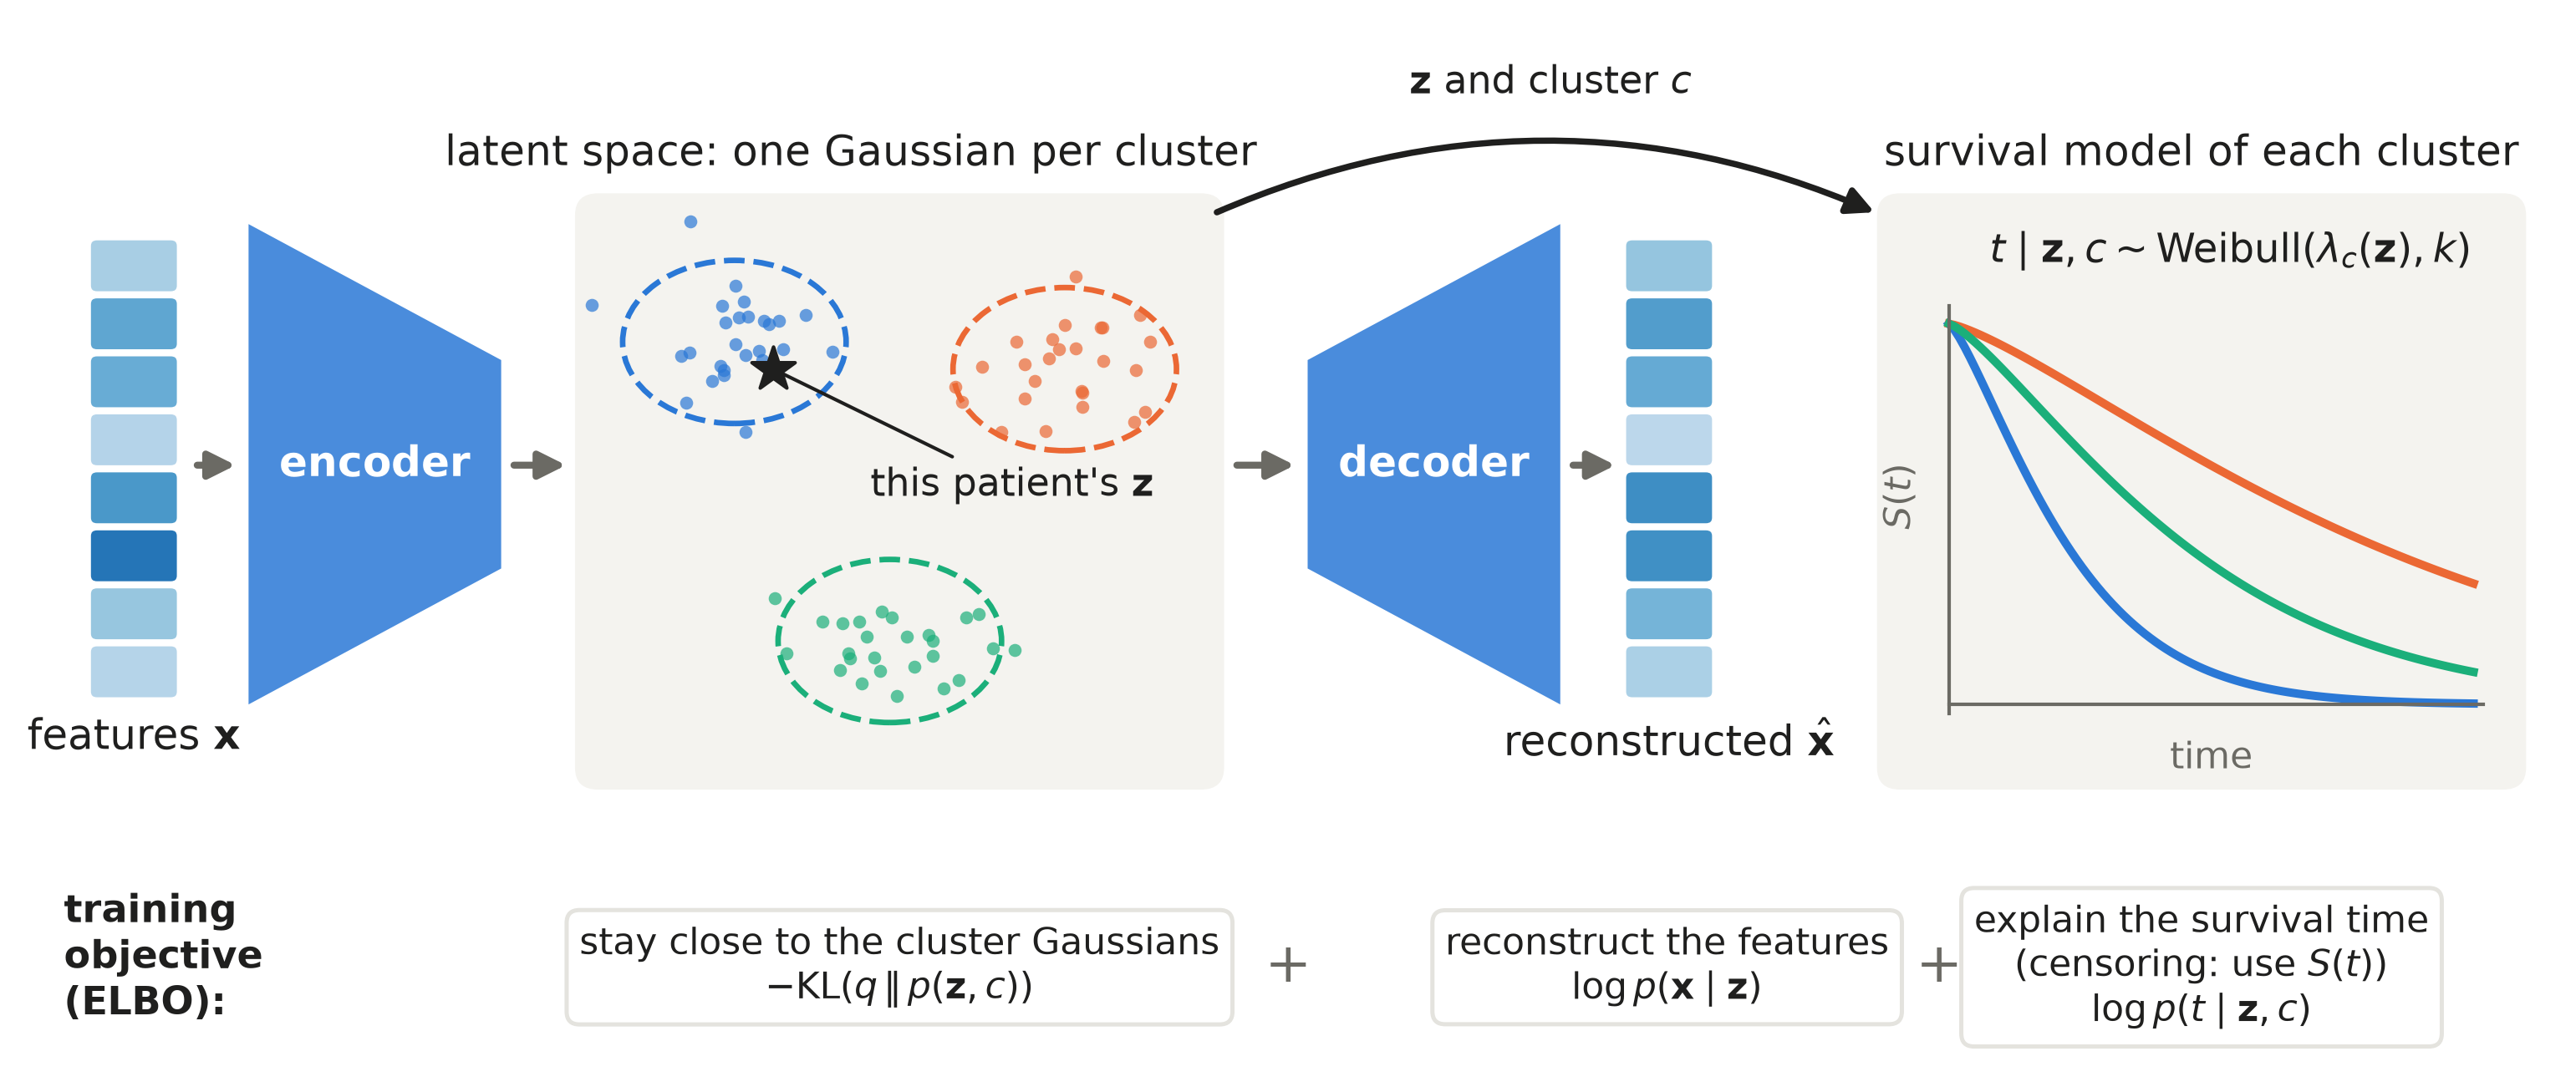 z and cluster c
latent space: one Gaussian per cluster
survival model of each cluster
t | z, c ~ Weibull(λ_c(z), k)
encoder
decoder
this patient's z
S(t)
features x
reconstructed x̂
time
training
objective
(ELBO):
stay close to the cluster Gaussians
−KL(q ∥ p(z, c))
+
reconstruct the features
log p(x | z)
+
explain the survival time
(censoring: use S(t))
log p(t | z, c)